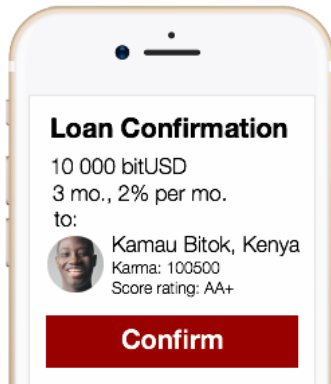 Loan Confirmation
10 000 bitUSD
3 mo., 2% per mo.
to:
Kamau Bitok, Kenya
Karma: 100500
Score rating: AA+
Confirm